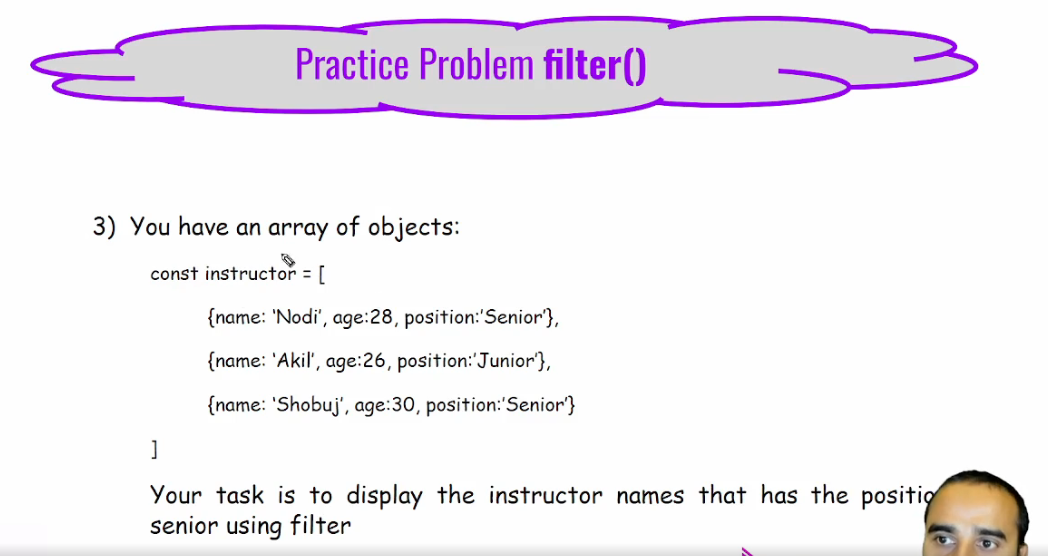 Practice Problem filter()
3) You have an array of objects:
const instructor = [
{name: ‘Nodi’, age:28, position:’Senior’},
{name: ‘Akil’, age:26, position:’Junior’},
{name: ‘Shobuj’, age:30, position:’Senior’}
]
Your task is to display the instructor names that has the positio
senior using filter